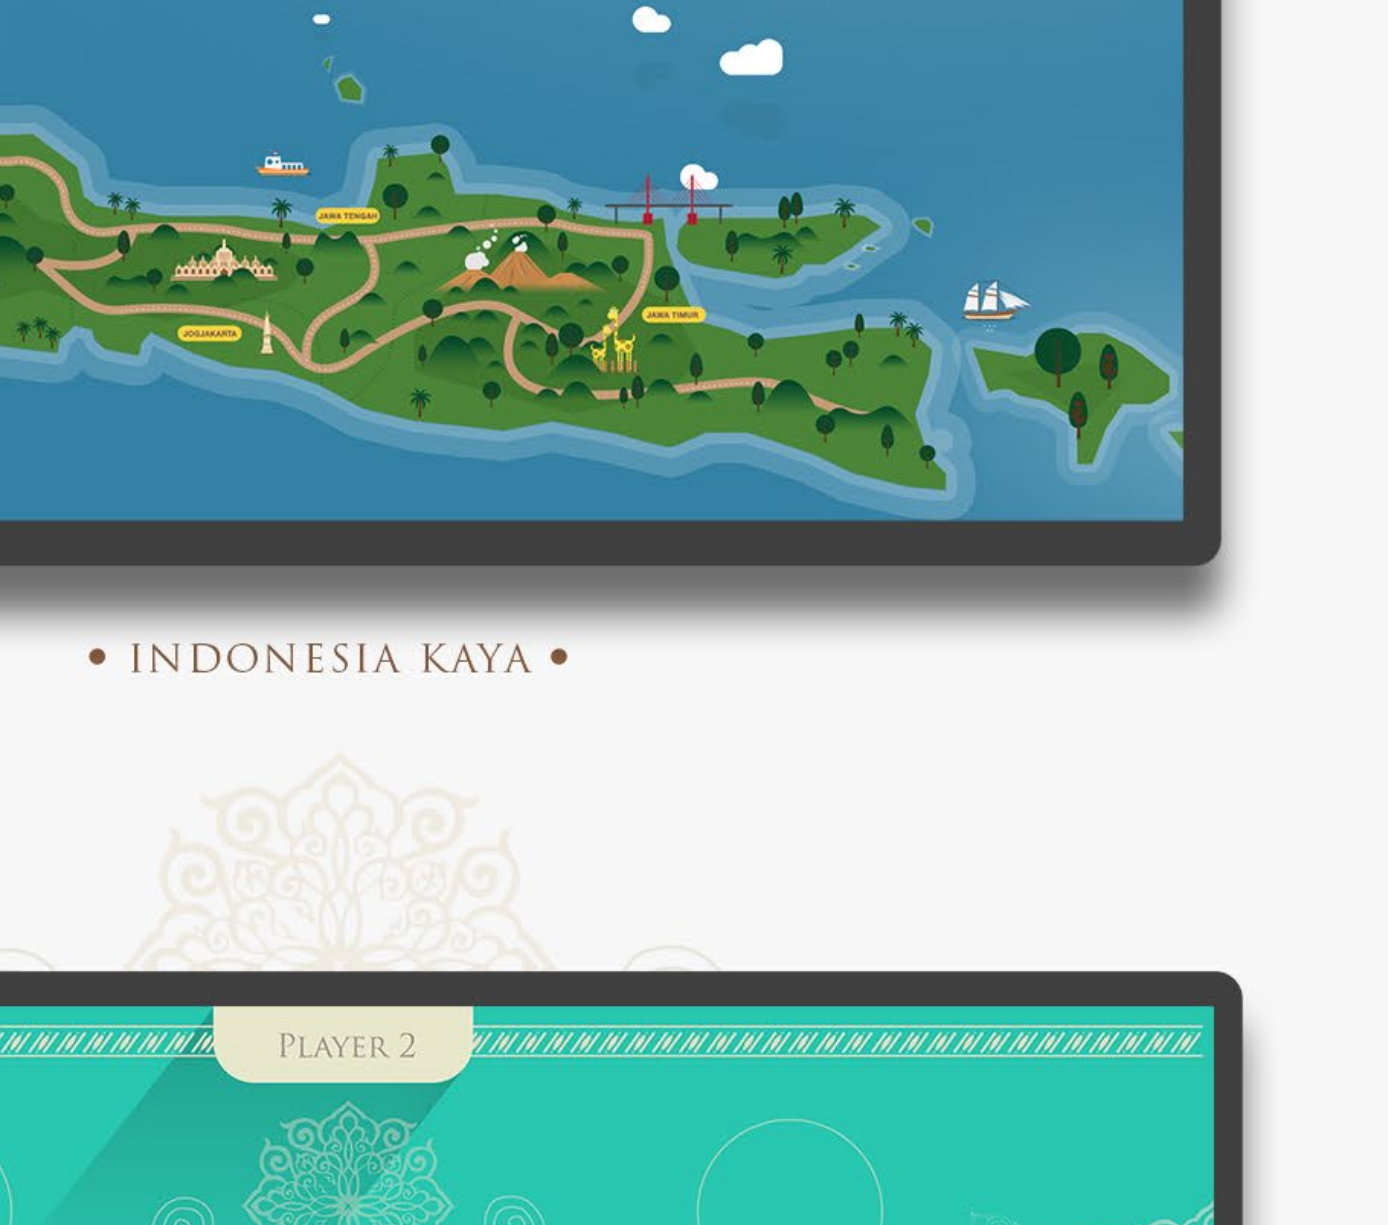 JAWA TENGAH
JOGJAKARTA
JAWA TIMUR
• INDONESIA KAYA •
PLAYER 2